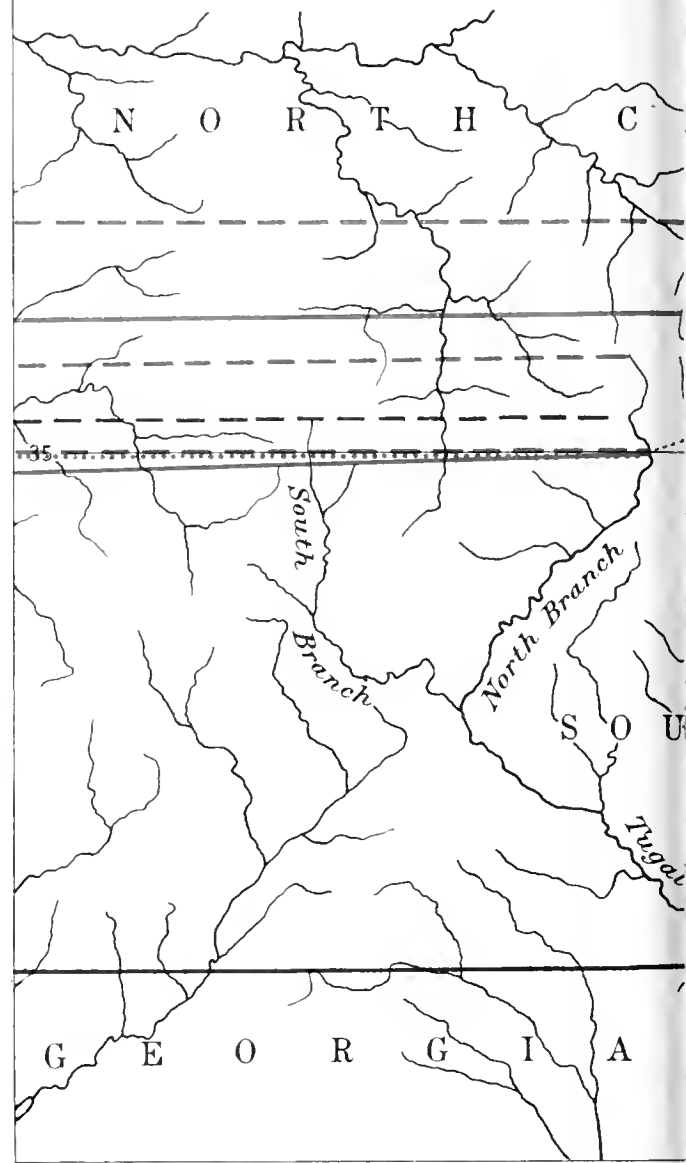 N O R T H C
35
South
Branch
North Branch
S O U
Tugal
G E O R G I A